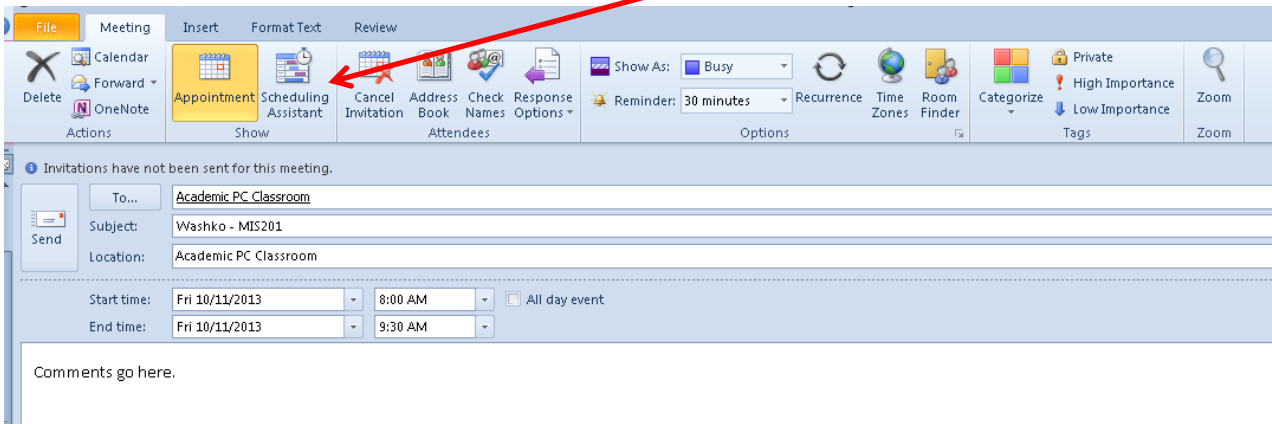 File Meeting Insert Format Text Review
Delete
Calendar
Forward
OneNote
Actions
Appointment
Scheduling
Assistant
Show
Cancel
Invitation
Address
Book
Check
Names
Response
Options
Attendees
Show As: Busy
Reminder: 30 minutes
Recurrence
Time
Zones
Room
Finder
Options
Categorize
Private
High Importance
Low Importance
Tags
Zoom
Zoom
Invitations have not been sent for this meeting.
Send
To... Academic PC Classroom
Subject: Washko - MIS201
Location: Academic PC Classroom
Start time: Fri 10/11/2013 8:00 AM All day event
End time: Fri 10/11/2013 9:30 AM
Comments go here.